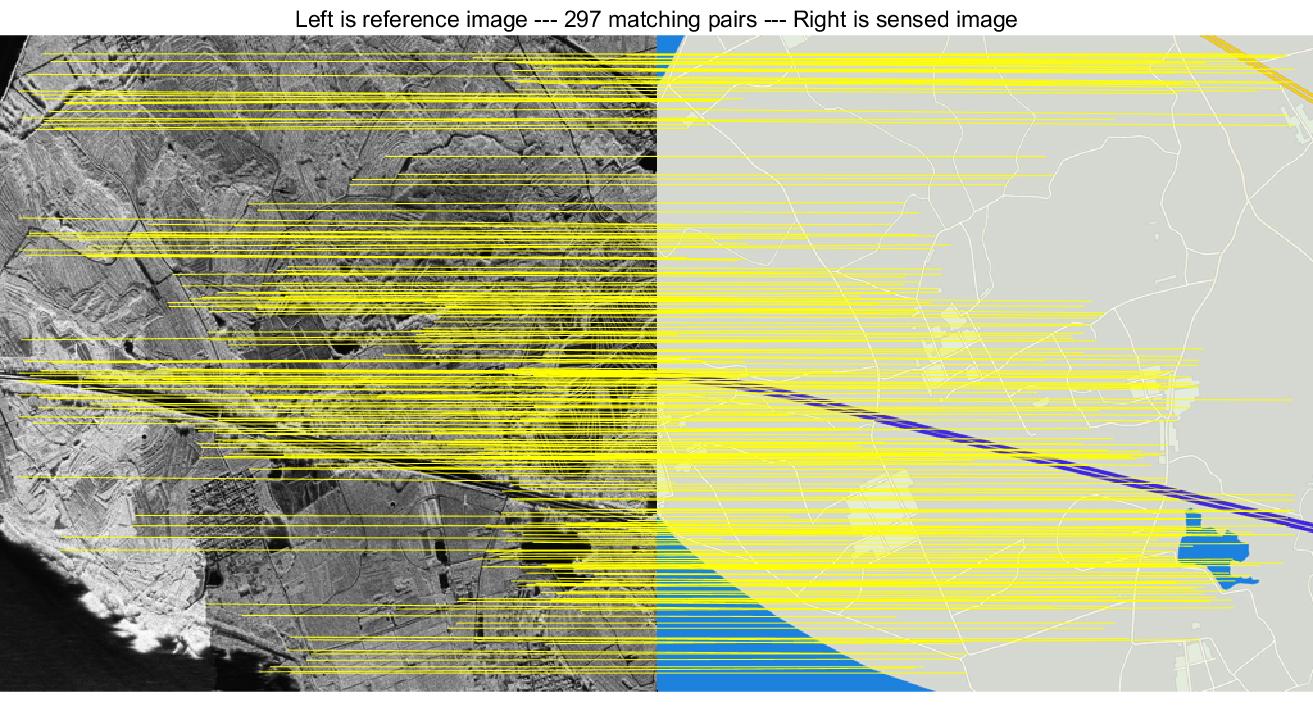 Left is reference image --- 297 matching pairs --- Right is sensed image